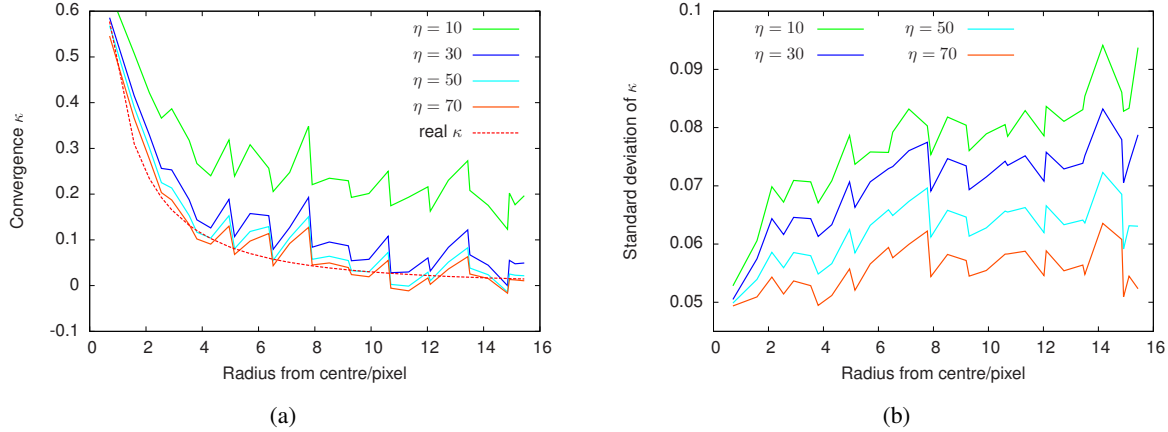 0.6
0.5
0.4
0.3
0.2
0.1
0
-0.1
Convergence κ
0 2 4 6 8 10 12 14 16
Radius from centre/pixel
η = 10
η = 30
η = 50
η = 70
real κ
(a)
0.1
0.09
0.08
0.07
0.06
0.05
Standard deviation of κ
0 2 4 6 8 10 12 14 16
Radius from centre/pixel
η = 10 η = 50
η = 30 η = 70
(b)